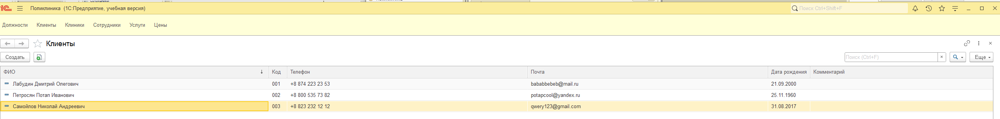 1С Поликлиника (1С:Предприятие, учебная версия) Поиск Ctrl+Shift+F
Должности Клиенты Клиники Сотрудники Услуги Цены
Клиенты
Создать Поиск (Ctrl+F) × Еще
ФИО ↓ Код Телефон Почта Дата рождения Комментарий
Лабудин Дмитрий Олегович 001 +8 874 223 23 53 bababbebeb@mail.ru 21.09.2000
Петросян Потап Иванович 002 +8 800 535 73 82 potapcool@yandex.ru 25.11.1960
Самойлов Николай Андреевич 003 +8 823 232 12 12 qwery123@gmail.com 31.08.2017